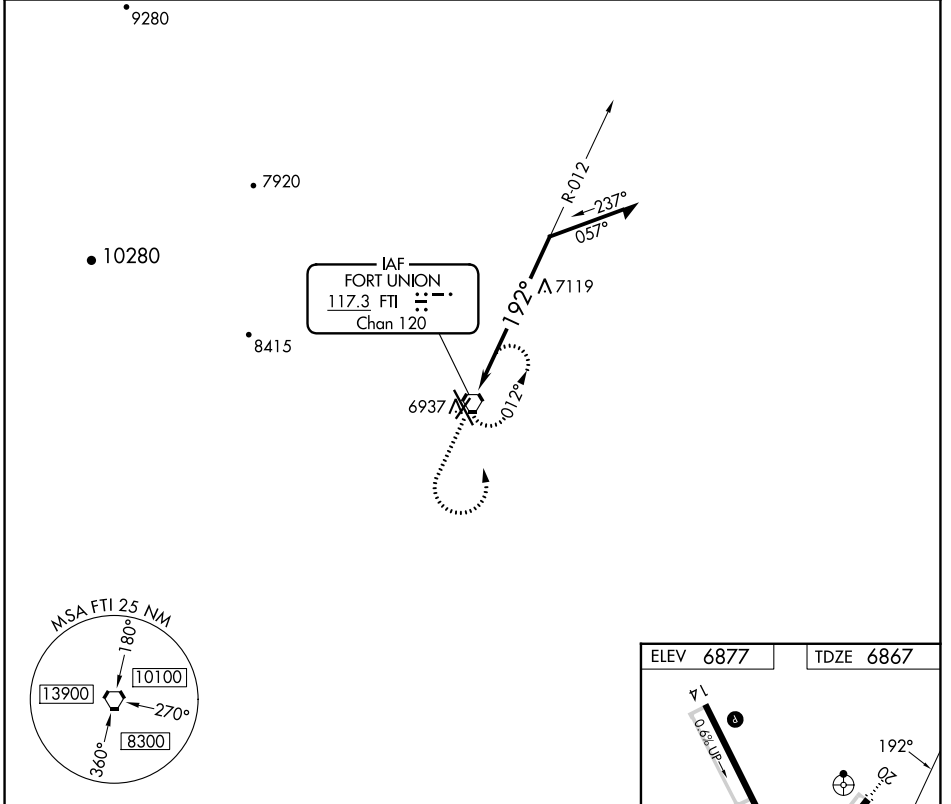 9280
7920
10280
R-012
237°
057°
IAF
FORT UNION
117.3 FTI
Chan 120
192°
7119
8415
6937
012°
MSA FTI 25 NM
180°
13900
10100
270°
8300
360°
ELEV 6877
TDZE 6867
14
P
0.6% UP
192°
20